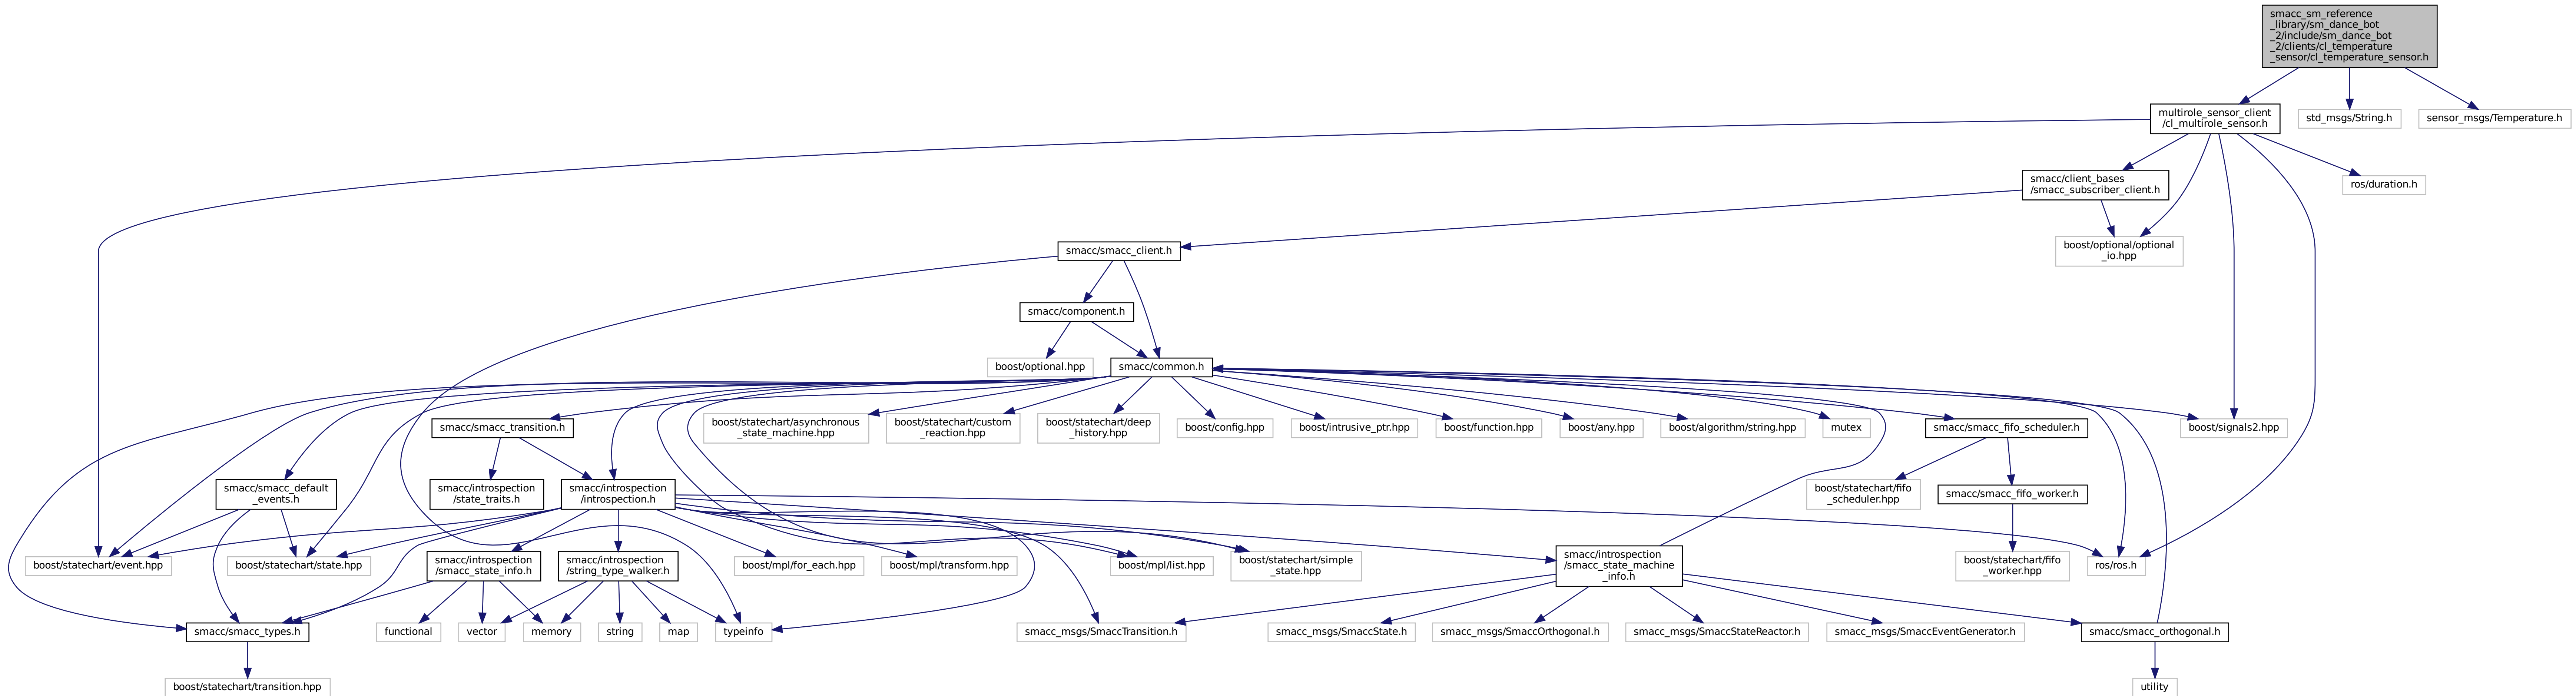 smacc_sm_reference
_library/sm_dance_bot
_2/include/sm_dance_bot
_2/clients/cl_temperature
_sensor/cl_temperature_sensor.h
multirole_sensor_client
/cl_multirole_sensor.h
std_msgs/String.h
sensor_msgs/Temperature.h
smacc/client_bases
/smacc_subscriber_client.h
ros/duration.h
smacc/smacc_client.h
boost/optional/optional
_io.hpp
smacc/component.h
boost/optional.hpp
smacc/common.h
smacc/smacc_transition.h
boost/statechart/asynchronous
_state_machine.hpp
boost/statechart/custom
_reaction.hpp
boost/statechart/deep
_history.hpp
boost/config.hpp
boost/intrusive_ptr.hpp
boost/function.hpp
boost/any.hpp
boost/algorithm/string.hpp
mutex
smacc/smacc_fifo_scheduler.h
boost/signals2.hpp
smacc/smacc_default
_events.h
smacc/introspection
/state_traits.h
smacc/introspection
/introspection.h
boost/statechart/fifo
_scheduler.hpp
smacc/smacc_fifo_worker.h
boost/statechart/event.hpp
boost/statechart/state.hpp
smacc/introspection
/smacc_state_info.h
smacc/introspection
/string_type_walker.h
boost/mpl/for_each.hpp
boost/mpl/transform.hpp
boost/mpl/list.hpp
boost/statechart/simple
_state.hpp
smacc/introspection
/smacc_state_machine
_info.h
boost/statechart/fifo
_worker.hpp
ros/ros.h
smacc/smacc_types.h
functional
vector
memory
string
map
typeinfo
smacc_msgs/SmaccTransition.h
smacc_msgs/SmaccState.h
smacc_msgs/SmaccOrthogonal.h
smacc_msgs/SmaccStateReactor.h
smacc_msgs/SmaccEventGenerator.h
smacc/smacc_orthogonal.h
boost/statechart/transition.hpp
utility